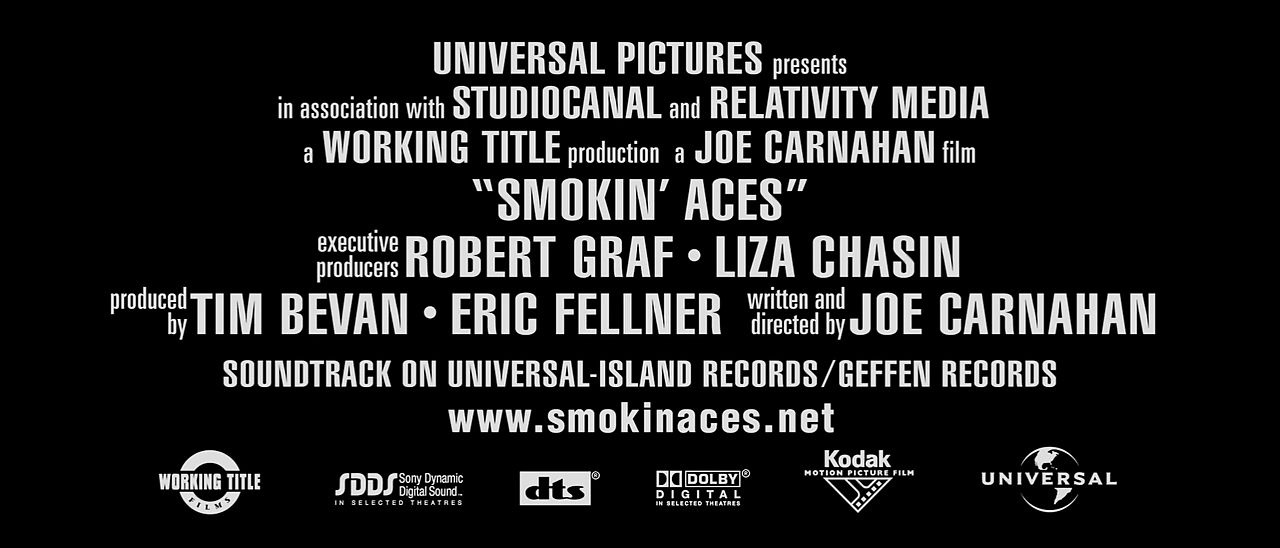 UNIVERSAL PICTURES presents
in association with STUDIOCANAL and RELATIVITY MEDIA
a WORKING TITLE production a JOE CARNAHAN film
“SMOKIN’ ACES”
executive producers ROBERT GRAF • LIZA CHASIN
produced by TIM BEVAN • ERIC FELLNER written and directed by JOE CARNAHAN
SOUNDTRACK ON UNIVERSAL-ISLAND RECORDS/GEFFEN RECORDS
www.smokinaces.net
WORKING TITLE
FILMS
SDDS Sony Dynamic
Digital Sound™
IN SELECTED THEATRES
dts®
DOLBY®
DIGITAL
IN SELECTED THEATRES
Kodak
MOTION PICTURE FILM
UNIVERSAL